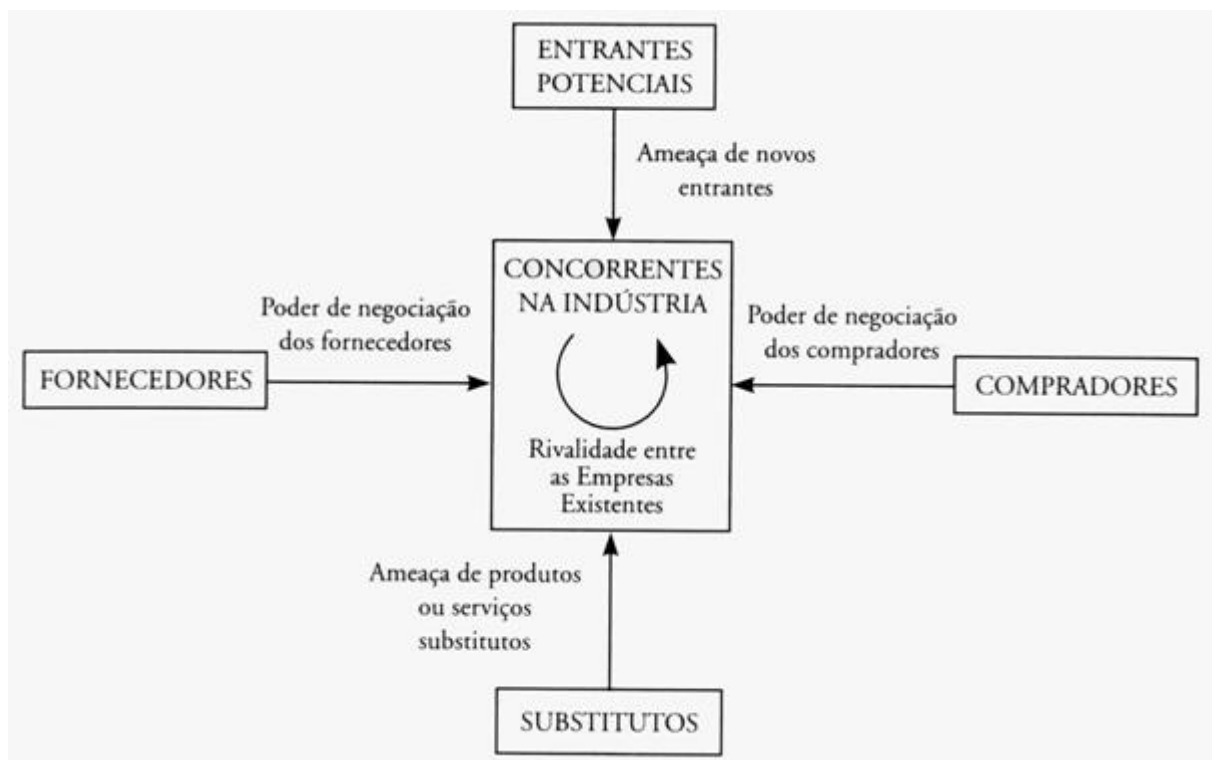 ENTRANTES
POTENCIAIS
Ameaça de novos
entrantes
CONCORRENTES
NA INDÚSTRIA
Poder de negociação
dos fornecedores
Poder de negociação
dos compradores
FORNECEDORES
COMPRADORES
Rivalidade entre
as Empresas
Existentes
Ameaça de produtos
ou serviços
substitutos
SUBSTITUTOS